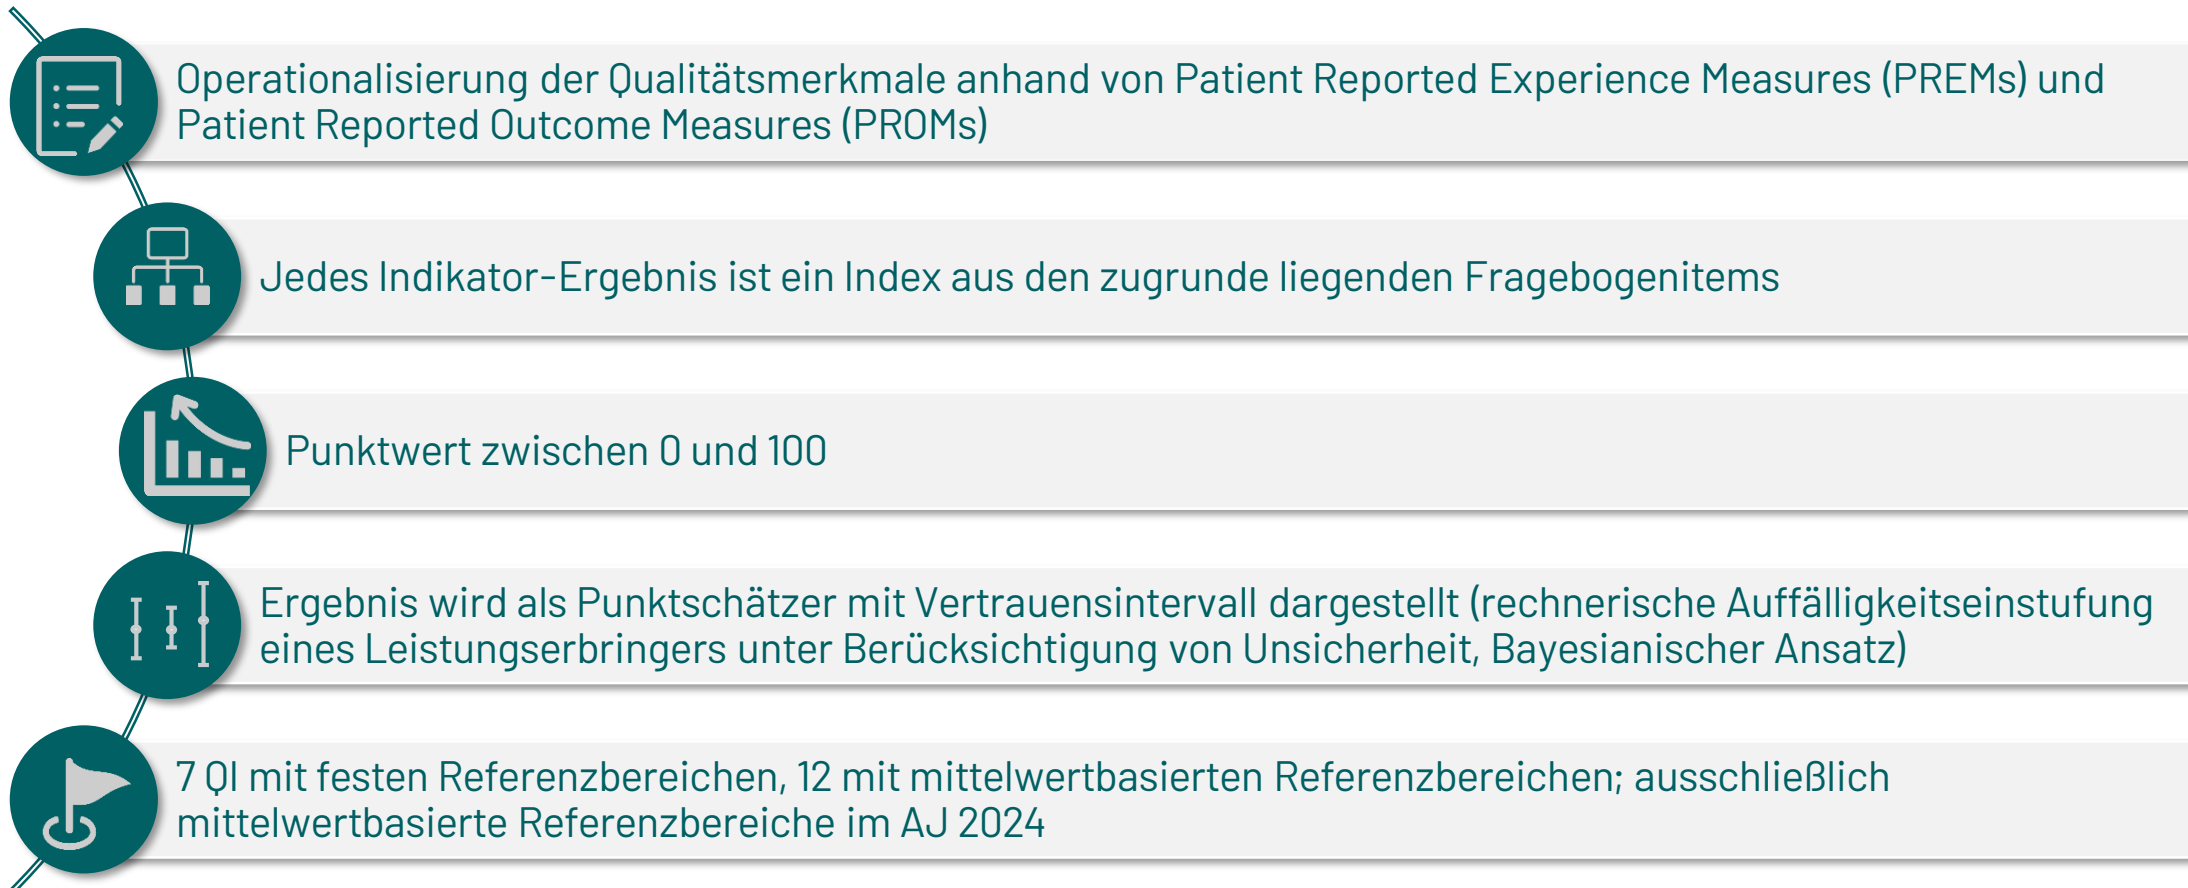 Operationalisierung der Qualitätsmerkmale anhand von Patient Reported Experience Measures (PREMs) und
Patient Reported Outcome Measures (PROMs)
Jedes Indikator-Ergebnis ist ein Index aus den zugrunde liegenden Fragebogenitems
Punktwert zwischen 0 und 100
Ergebnis wird als Punktschätzer mit Vertrauensintervall dargestellt (rechnerische Auffälligkeitseinstufung
eines Leistungserbringers unter Berücksichtigung von Unsicherheit, Bayesianischer Ansatz)
7 QI mit festen Referenzbereichen, 12 mit mittelwertbasierten Referenzbereichen; ausschließlich
mittelwertbasierte Referenzbereiche im AJ 2024